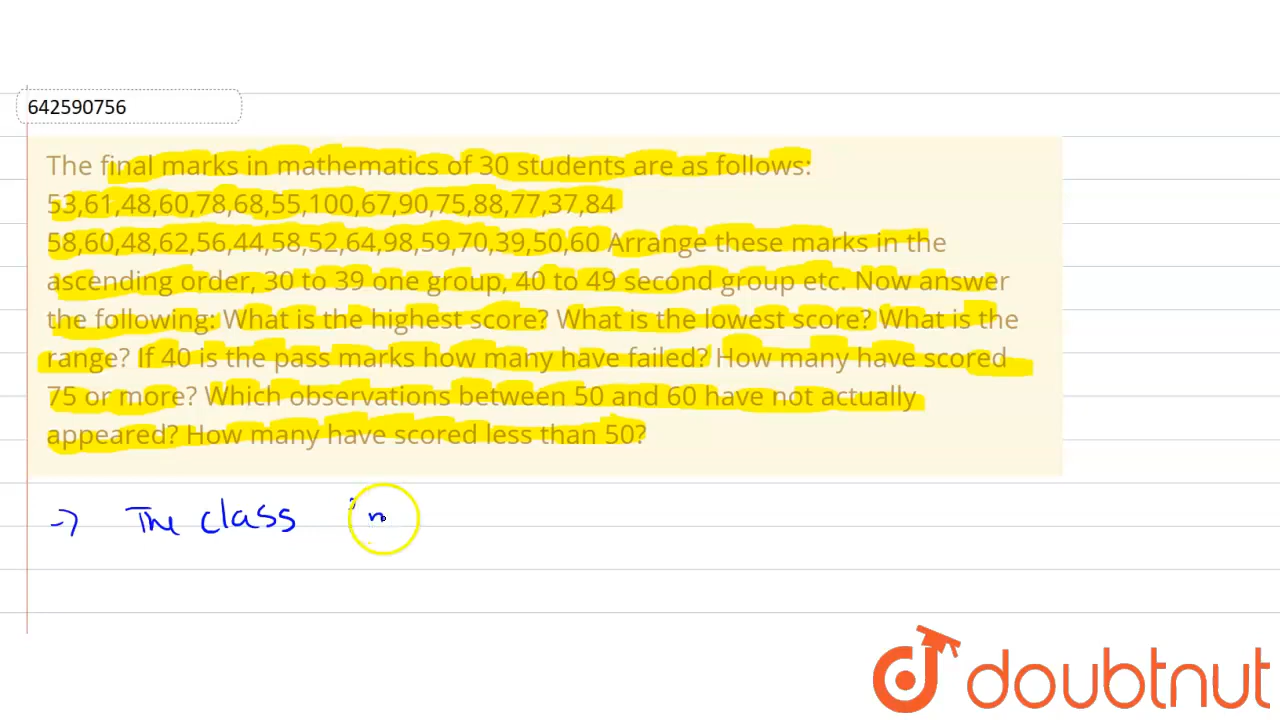 642590756
The final marks in mathematics of 30 students are as follows:
53,61,48,60,78,68,55,100,67,90,75,88,77,37,84
58,60,48,62,56,44,58,52,64,98,59,70,39,50,60 Arrange these marks in the
ascending order, 30 to 39 one group, 40 to 49 second group etc. Now answer
the following: What is the highest score? What is the lowest score? What is the
range? If 40 is the pass marks how many have failed? How many have scored
75 or more? Which observations between 50 and 60 have not actually
appeared? How many have scored less than 50?
→ The class
doubtnut